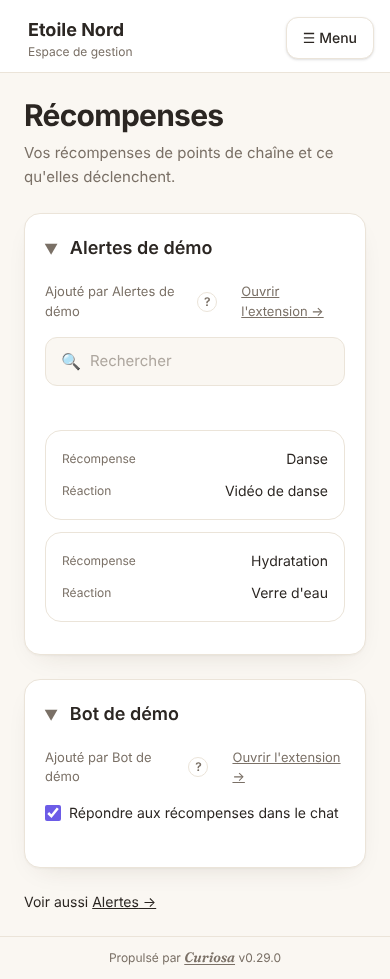 Etoile Nord
Espace de gestion
☰ Menu
Récompenses
Vos récompenses de points de chaîne et ce
qu'elles déclenchent.
▼ Alertes de démo
Ajouté par Alertes de
démo
?
Ouvrir
l'extension →
🔍 Rechercher
Récompense Danse
Réaction Vidéo de danse
Récompense Hydratation
Réaction Verre d'eau
▼ Bot de démo
Ajouté par Bot de
démo
?
Ouvrir l'extension
→
Répondre aux récompenses dans le chat
Voir aussi Alertes →
Propulsé par Curiosa v0.29.0